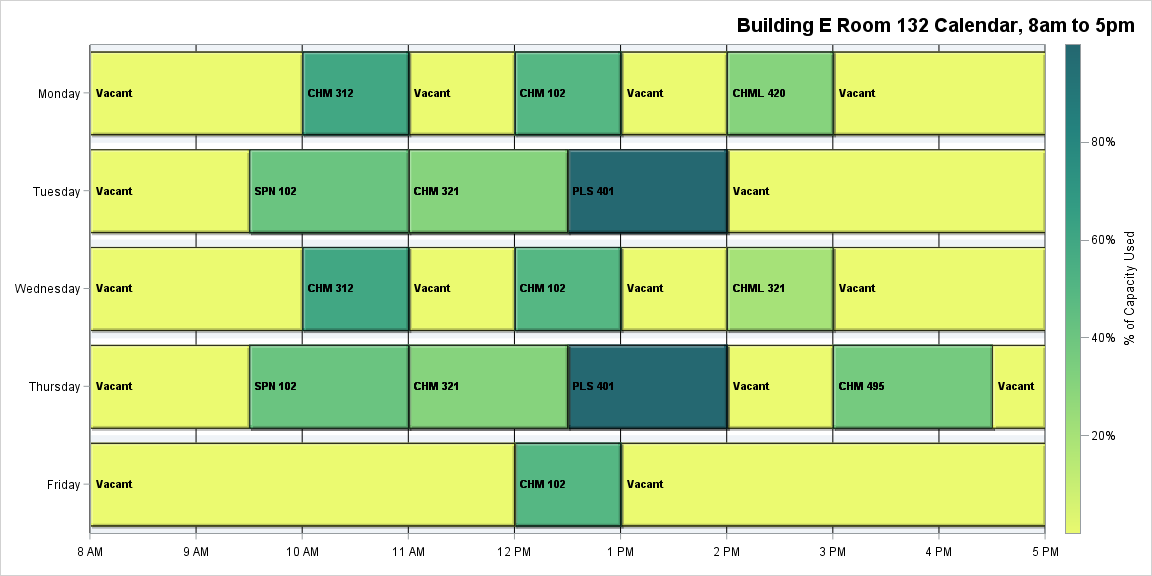 Building E Room 132 Calendar, 8am to 5pm
Monday Vacant CHM 312 Vacant CHM 102 Vacant CHML 420 Vacant
80%
Tuesday Vacant SPN 102 CHM 321 PLS 401 Vacant
60%
% of Capacity Used
Wednesday Vacant CHM 312 Vacant CHM 102 Vacant CHML 321 Vacant
40%
Thursday Vacant SPN 102 CHM 321 PLS 401 Vacant CHM 495 Vacant
20%
Friday Vacant CHM 102 Vacant
8 AM 9 AM 10 AM 11 AM 12 PM 1 PM 2 PM 3 PM 4 PM 5 PM